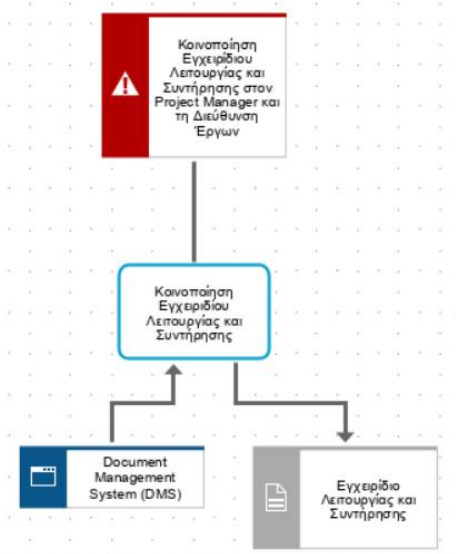 Κοινοποίηση
Εγχειρίδιου
Λειτουργίας και
Συντήρησης στον
Project Manager και
τη Διεύθυνση
Έργων
Κοινοποίηση
Εγχειριδίου
Λειτουργίας και
Συντήρησης
Document
Management
System (DMS)
Εγχειρίδιο
Λειτουργίας και
Συντήρησης